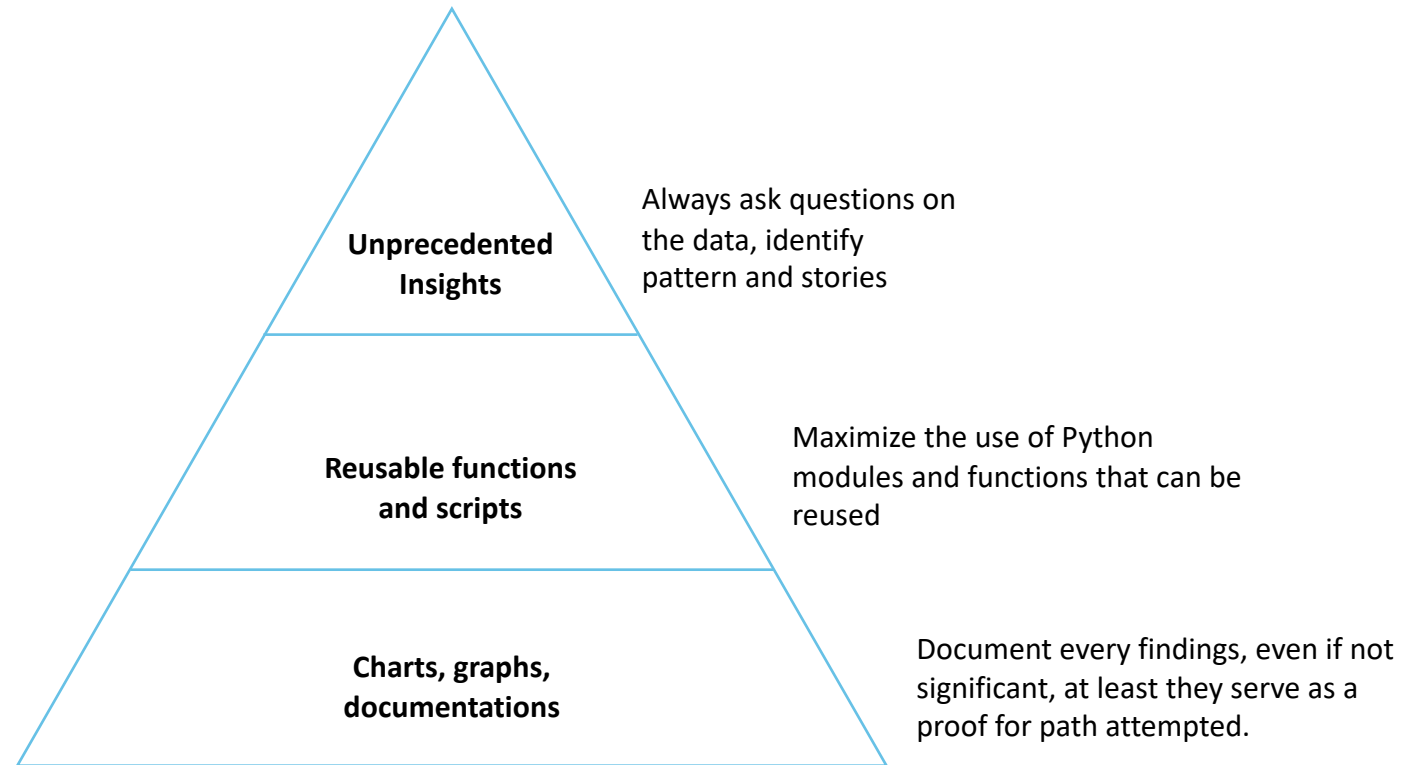 Unprecedented
Insights
Always ask questions on
the data, identify
pattern and stories
Reusable functions
and scripts
Maximize the use of Python
modules and functions that can be
reused
Charts, graphs,
documentations
Document every findings, even if not
significant, at least they serve as a
proof for path attempted.